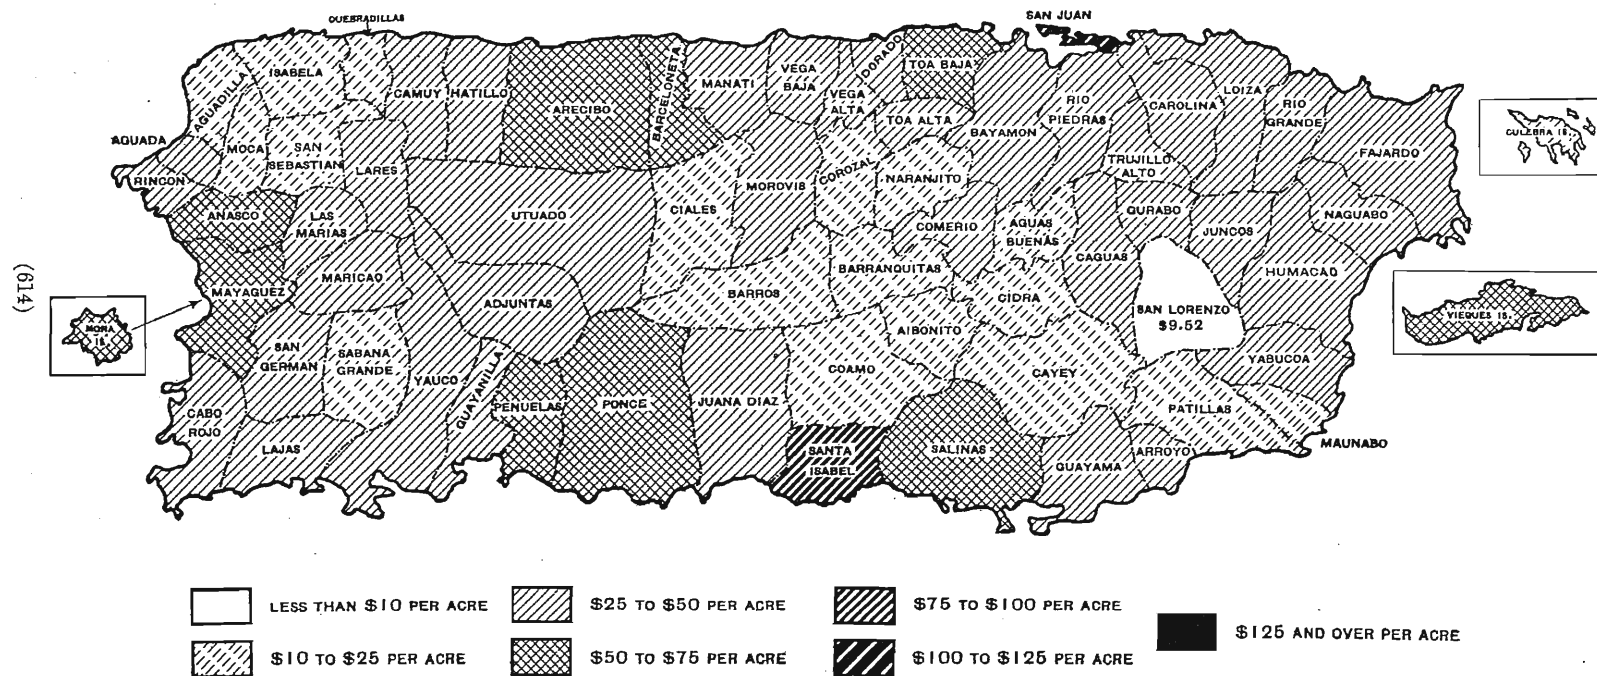 (614)
QUEBRADILLAS
SAN JUAN
ISABELA
AGUADILLA
CAMUY
HATILLO
ARECIBO
BARCELONETA
MANATI
VEGA
BAJA
VEGA
ALTA
DORADO
TOA BAJA
TOA ALTA
BAYAMON
RIO
PIEDRAS
CAROLINA
LOIZA
RIO
GRANDE
FAJARDO
CULEBRA IS.
AGUADA
MOCA
SAN
SEBASTIAN
LARES
RINCON
ANASCO
LAS
MARIAS
UTUADO
CIALES
MOROVIS
COROZAL
NARANJITO
TRUJILLO
ALTO
COMERIO
AGUAS
BUENAS
CAGUAS
GURABO
JUNCOS
NAGUABO
HUMACAO
MAYAGUEZ
MARICAO
ADJUNTAS
BARROS
BARRANQUITAS
CIDRA
SAN LORENZO
$9.52
VIEQUES IS.
MONA
IS.
SAN
GERMAN
SABANA
GRANDE
YAUCO
GUAYANILLA
PENUELAS
PONCE
JUANA DIAZ
COAMO
AIBONITO
CAYEY
YABUCOA
PATILLAS
MAUNABO
CABO
ROJO
LAJAS
SANTA
ISABEL
SALINAS
GUAYAMA
ARROYO
LESS THAN $10 PER ACRE
$25 TO $50 PER ACRE
$75 TO $100 PER ACRE
$125 AND OVER PER ACRE
$10 TO $25 PER ACRE
$50 TO $75 PER ACRE
$100 TO $125 PER ACRE